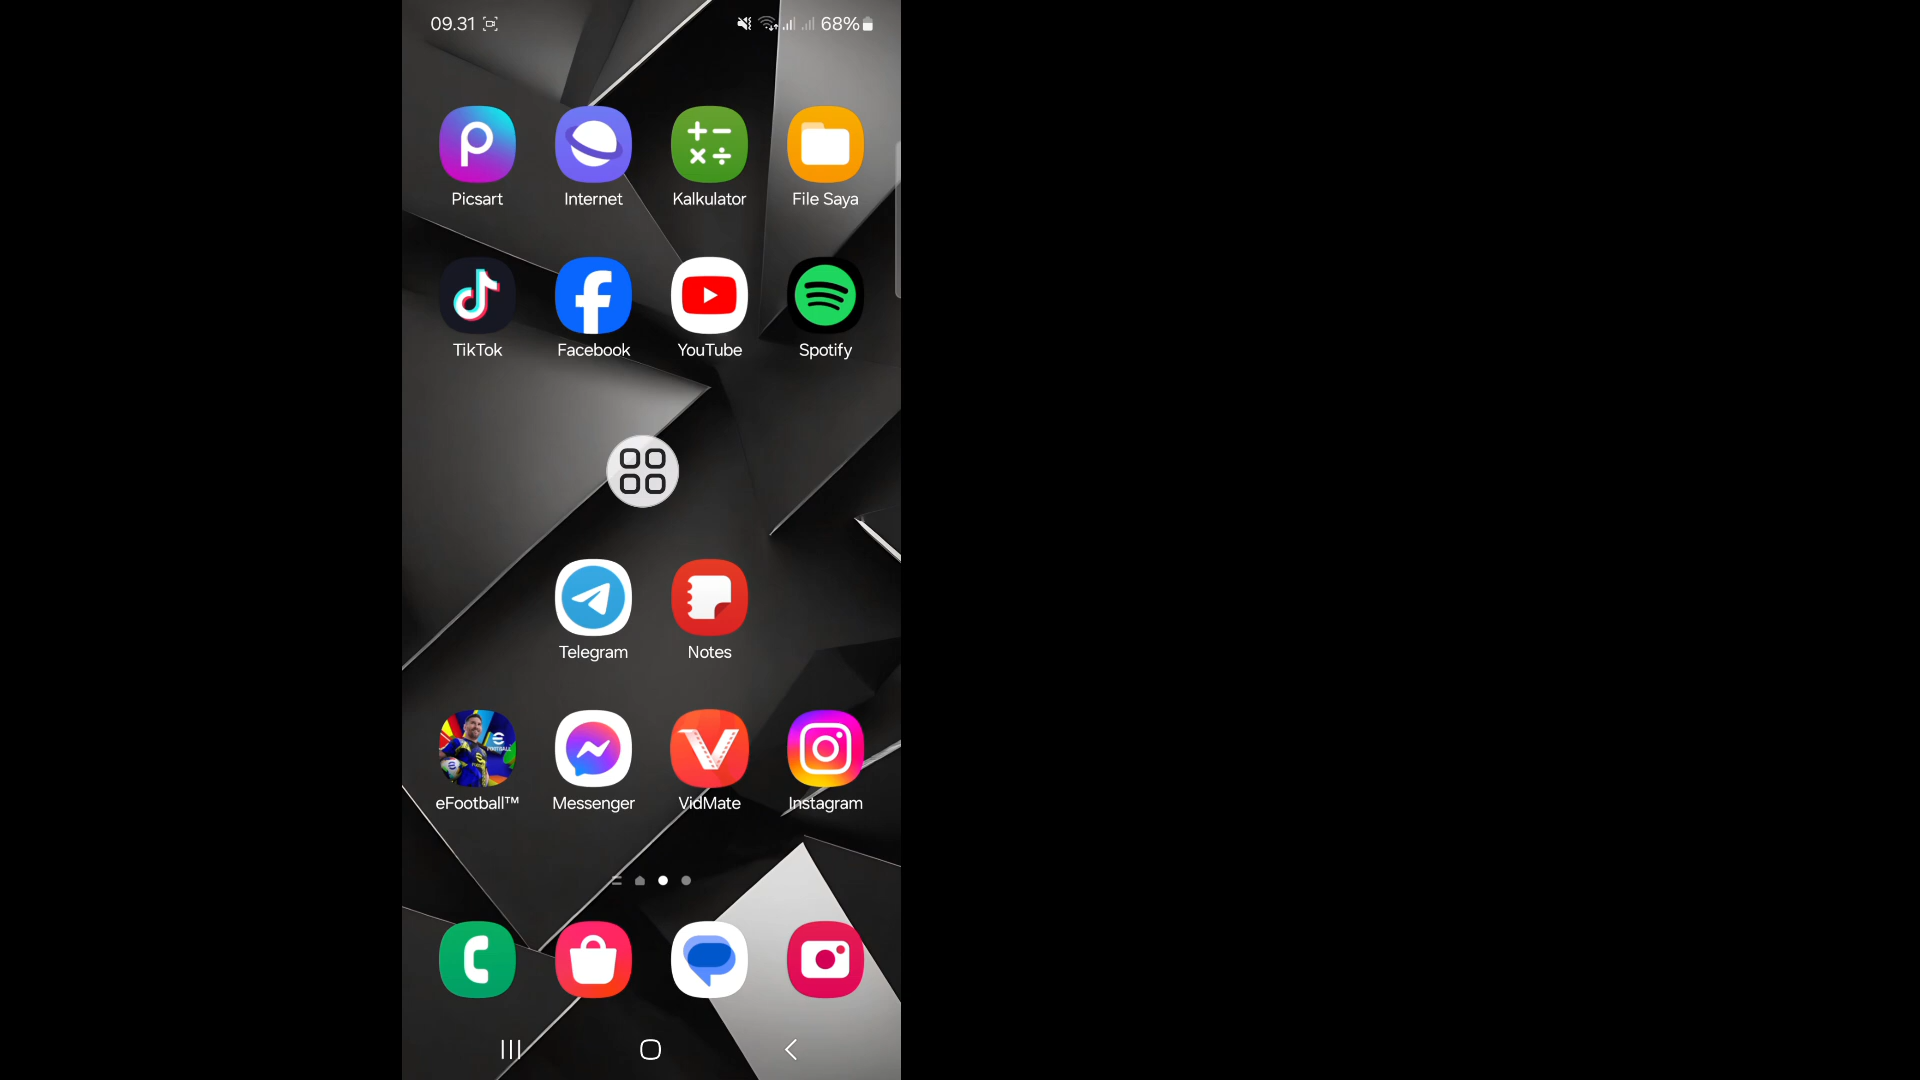 09.31
68%
Picsart
Internet
Kalkulator
File Saya
TikTok
Facebook
YouTube
Spotify
Telegram
Notes
eFootball™
Messenger
VidMate
Instagram